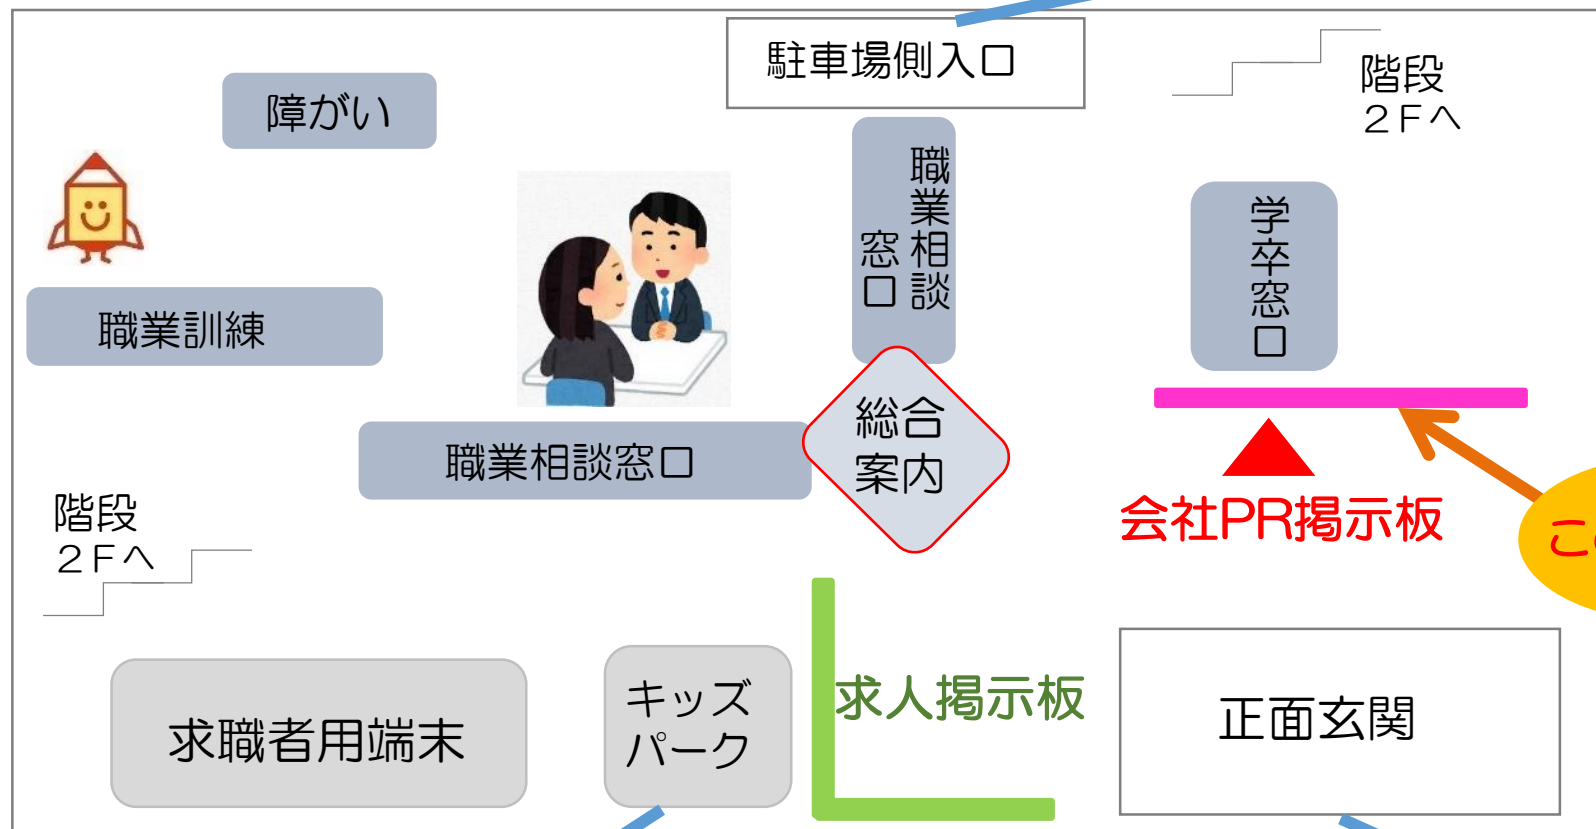 駐車場側入口
階段
２Ｆへ
障がい
職業相談
窓口
学卒窓口
職業訓練
総合
案内
職業相談窓口
会社PR掲示板
階段
２Ｆへ
こ
キッズ
パーク
求人掲示板
正面玄関
求職者用端末